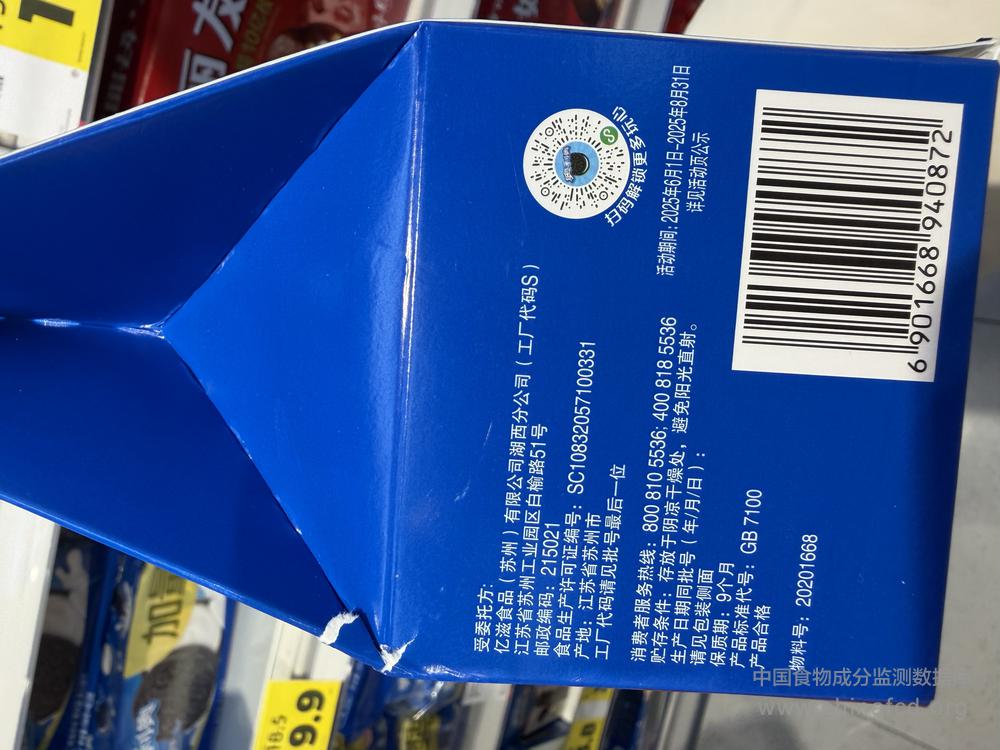 受委托方：
亿滋食品（苏州）有限公司湖西分公司（工厂代码S）
江苏省苏州工业园区白榆路51号
邮政编码：215021
食品生产许可证编号：SC10832057100331
产地：江苏省苏州市
工厂代码请见批号最后一位
消费者服务热线：800 810 5536; 400 818 5536
贮存条件：存放于阴凉干燥处，避免阳光直射。
生产日期同批号（年/月/日）：
请见包装侧面
保质期：9个月
产品标准代号：GB 7100
产品合格
物料号：20201668
扫码解锁更多玩心
活动期间：2025年6月1日-2025年8月31日
详见活动页公示
6 901668 940872
友
加
18.5
9.9
中国食物成分监测数据